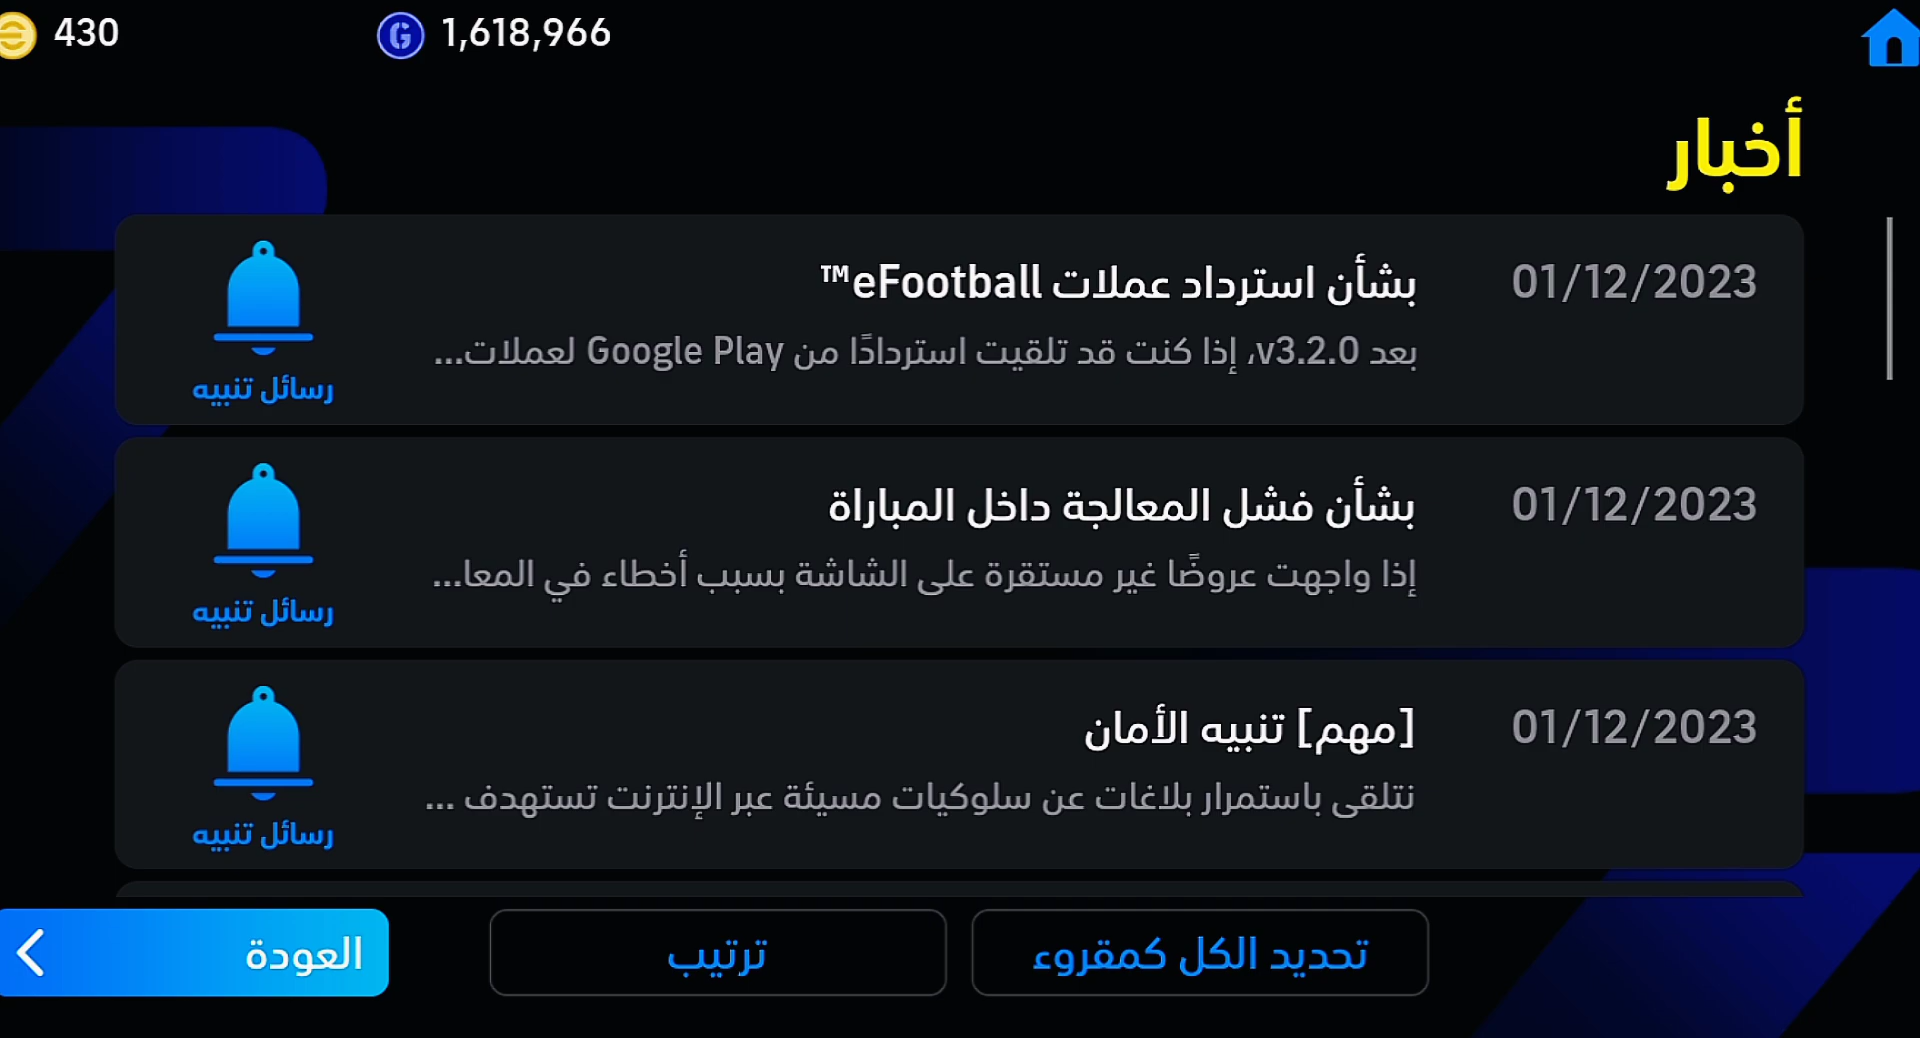 430
1,618,966
أخبار
01/12/2023
بشأن استرداد عملات eFootball™
بعد v3.2.0، إذا كنت قد تلقيت استردادًا من Google Play لعملات...
رسائل تنبيه
01/12/2023
بشأن فشل المعالجة داخل المباراة
إذا واجهت عروضًا غير مستقرة على الشاشة بسبب أخطاء في المعا...
رسائل تنبيه
01/12/2023
[مهم] تنبيه الأمان
نتلقى باستمرار بلاغات عن سلوكيات مسيئة عبر الإنترنت تستهدف ...
رسائل تنبيه
تحديد الكل كمقروء
ترتيب
العودة